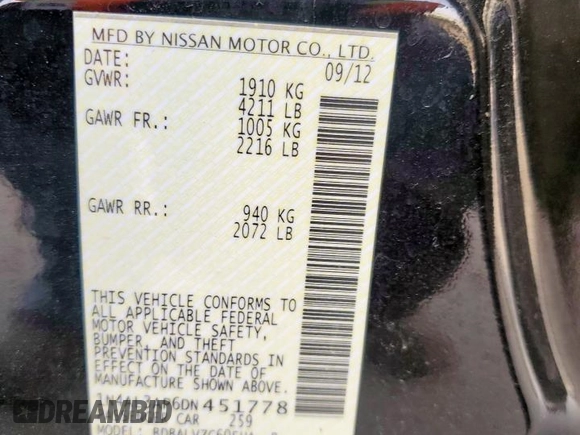 MFD BY NISSAN MOTOR CO., LTD.
DATE: 09/12
GVWR: 1910 KG
4211 LB
GAWR FR.: 1005 KG
2216 LB
GAWR RR.: 940 KG
2072 LB
THIS VEHICLE CONFORMS TO
ALL APPLICABLE FEDERAL
MOTOR VEHICLE SAFETY,
BUMPER, AND THEFT
PREVENTION STANDARDS IN
EFFECT ON THE DATE OF
MANUFACTURE SHOWN ABOVE.
451778
CAR 259
MODEL:
DREAMBID